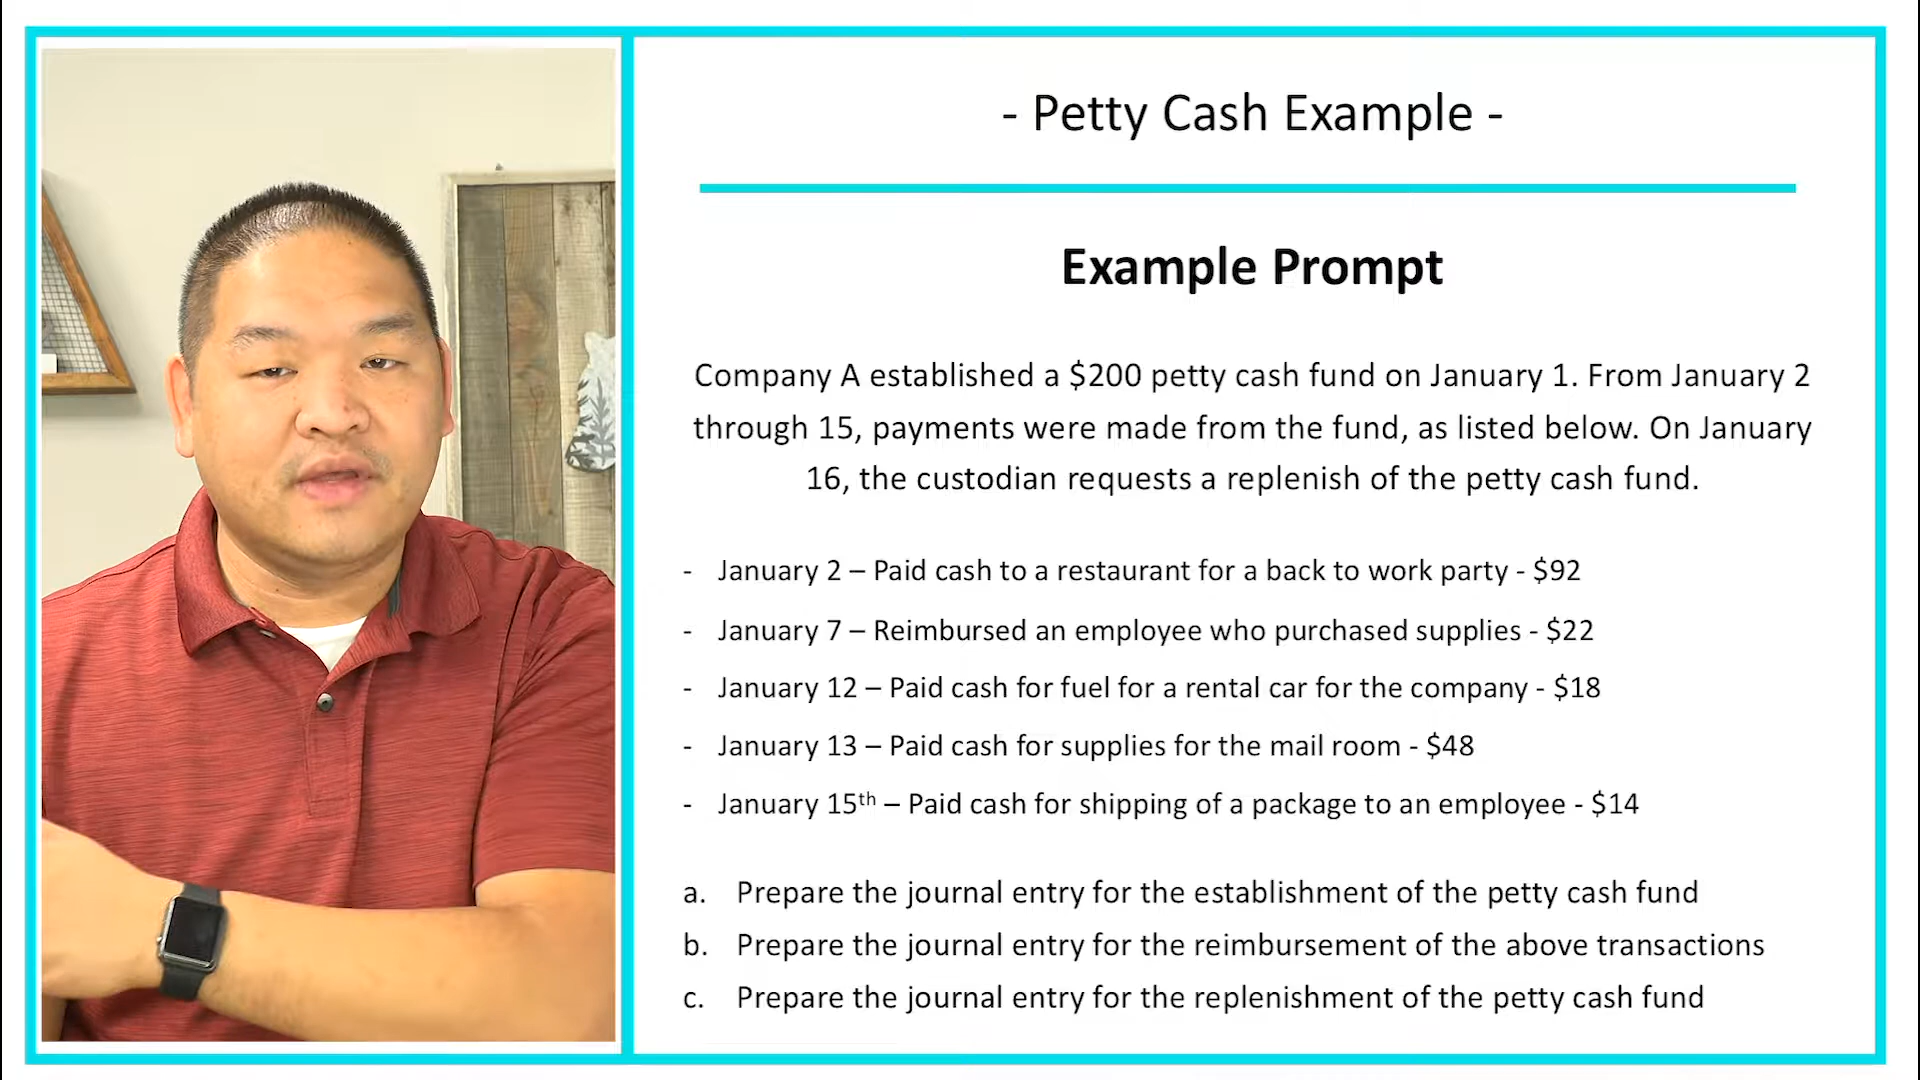 - Petty Cash Example -
Example Prompt
Company A established a $200 petty cash fund on January 1. From January 2
through 15, payments were made from the fund, as listed below. On January
16, the custodian requests a replenish of the petty cash fund.
- January 2 – Paid cash to a restaurant for a back to work party - $92
- January 7 – Reimbursed an employee who purchased supplies - $22
- January 12 – Paid cash for fuel for a rental car for the company - $18
- January 13 – Paid cash for supplies for the mail room - $48
- January 15th – Paid cash for shipping of a package to an employee - $14
a. Prepare the journal entry for the establishment of the petty cash fund
b. Prepare the journal entry for the reimbursement of the above transactions
c. Prepare the journal entry for the replenishment of the petty cash fund